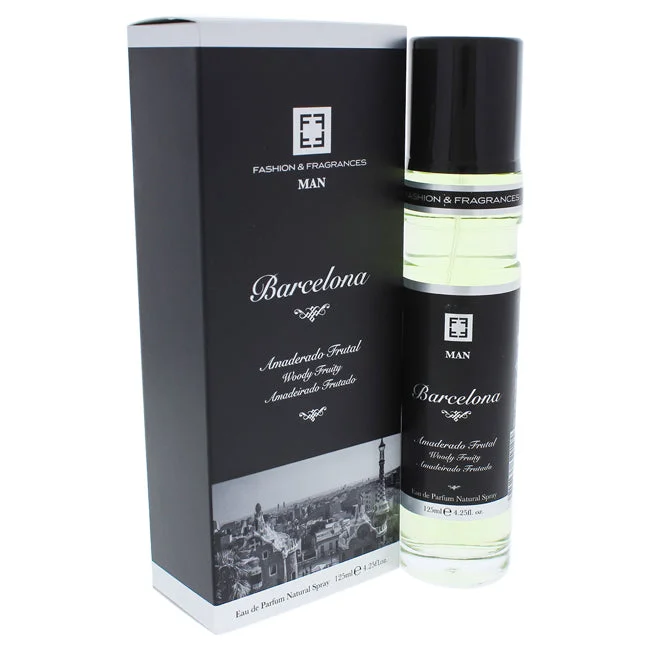 FASHION & FRAGRANCES
MAN
Barcelona
Amaderado Frutal
Woody Fruity
Amadeirado Frutado
Eau de Parfum Natural Spray 125ml℮4.25fl.oz.
FASHION & FRAGRANCES
MAN
Barcelona
Amaderado Frutal
Woody Fruity
Amadeirado Frutado
Eau de Parfum Natural Spray
125ml℮4.25fl. oz.